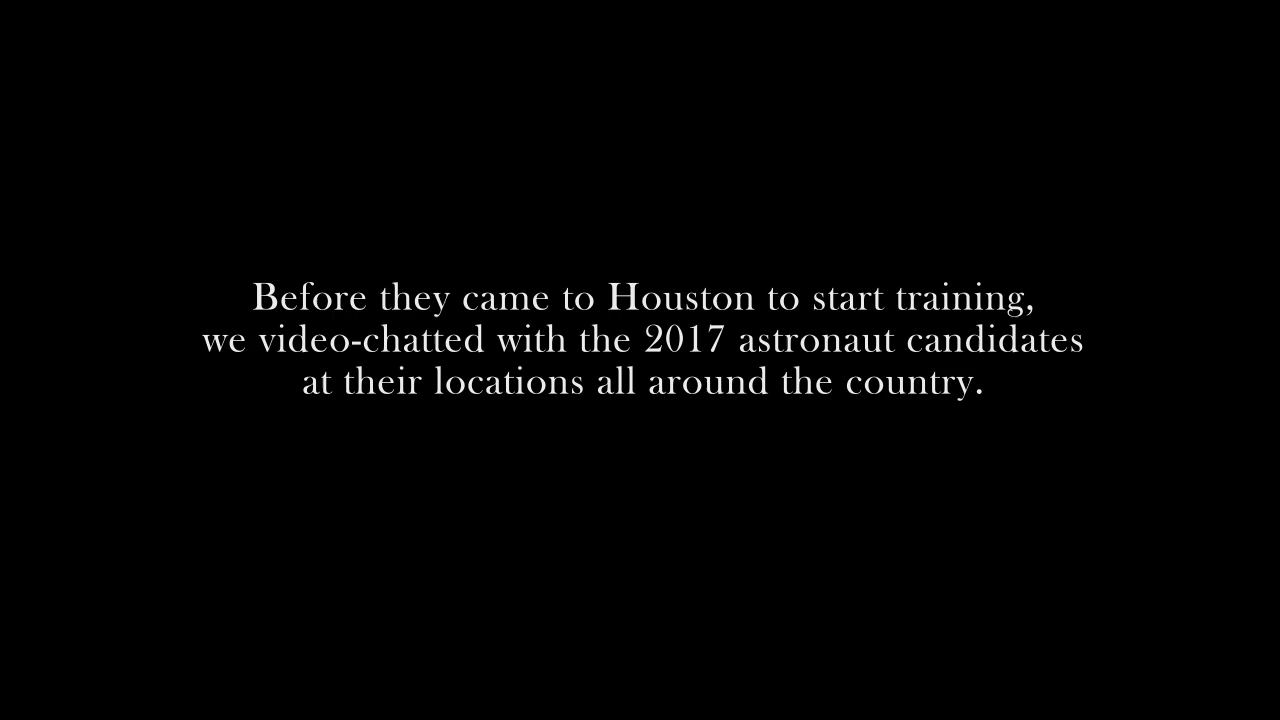 Before they came to Houston to start training,
we video-chatted with the 2017 astronaut candidates
at their locations all around the country.